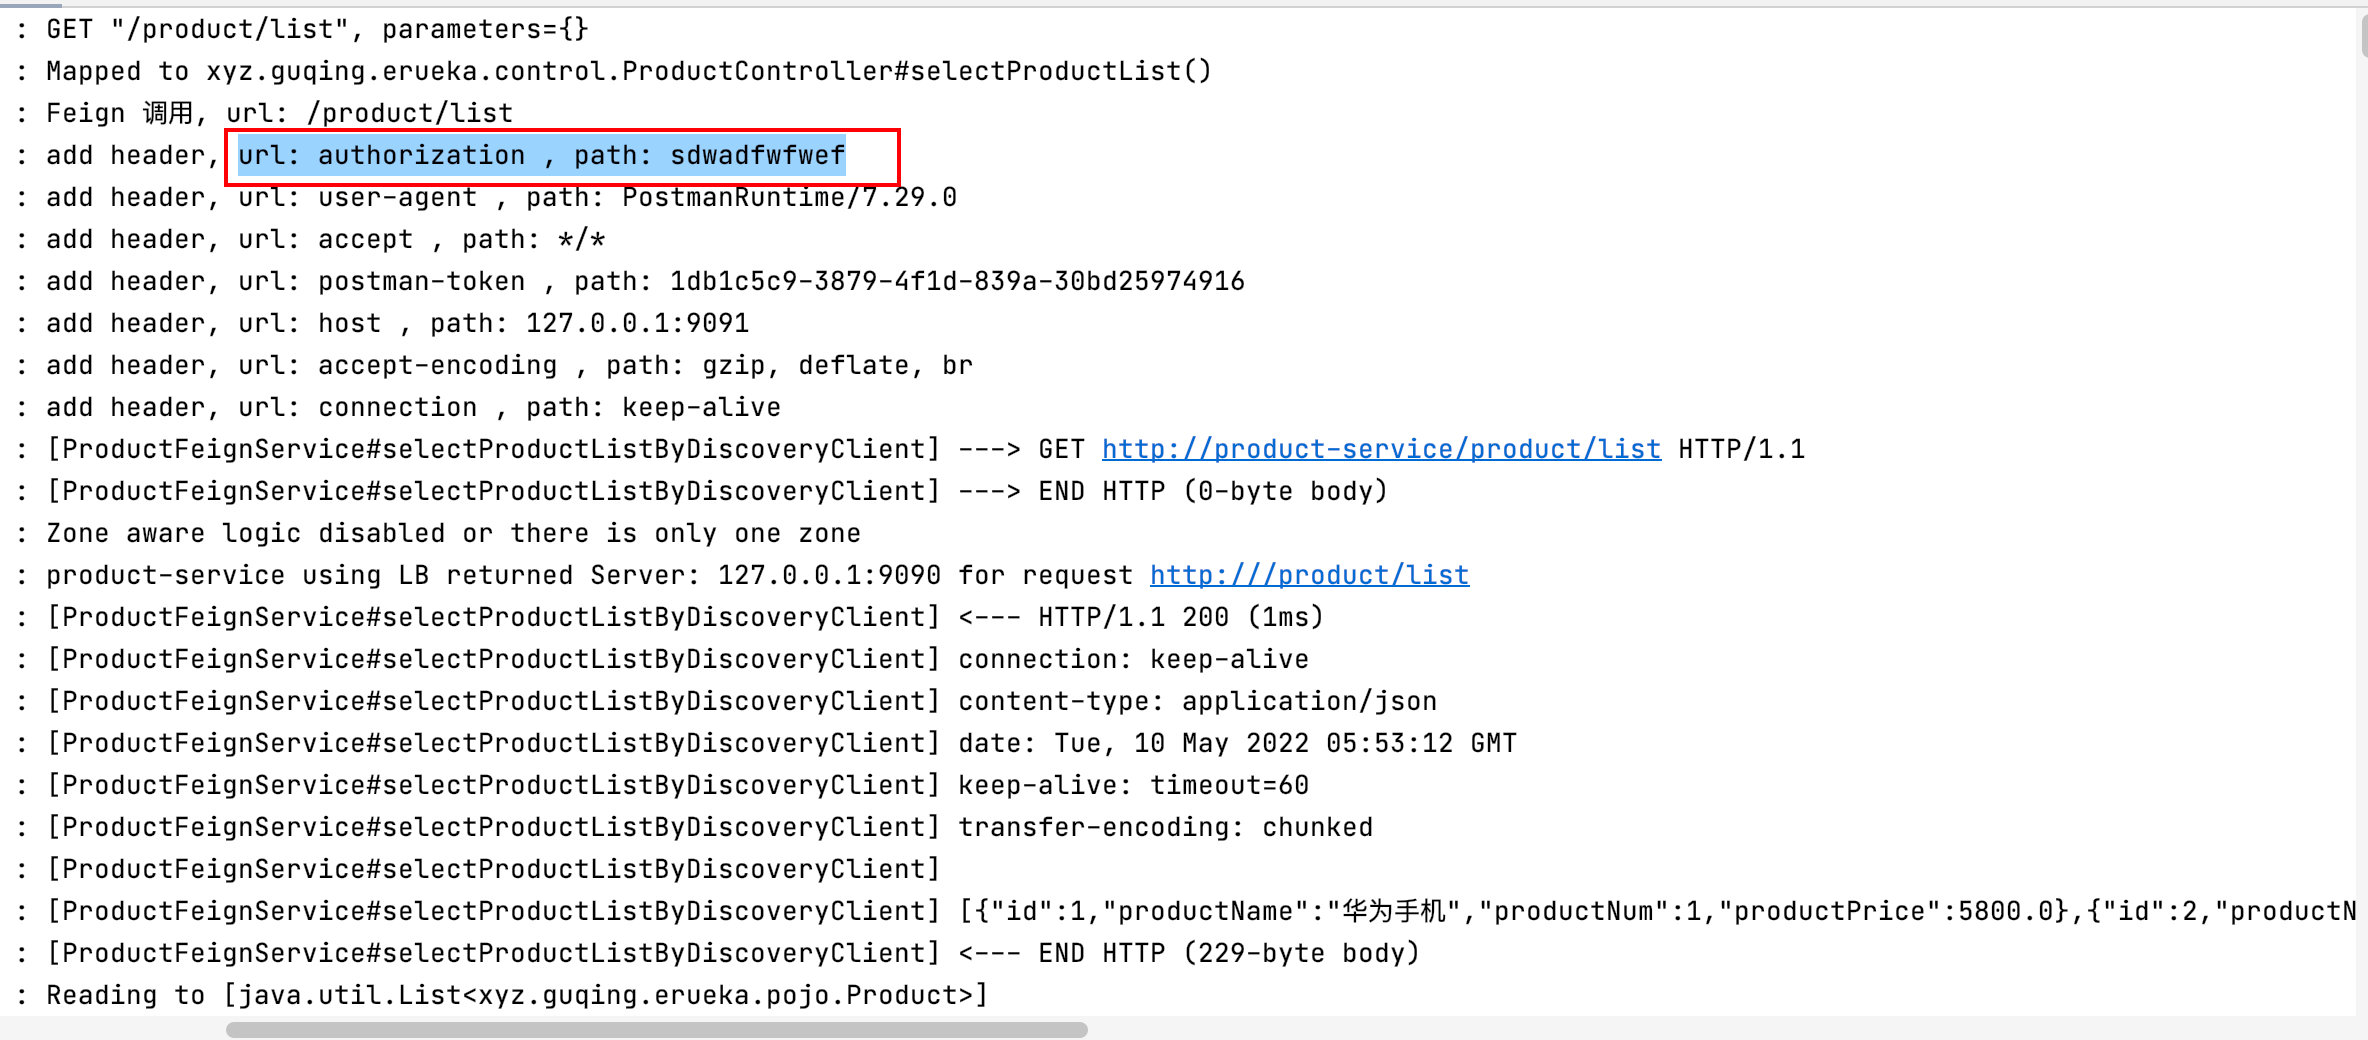 : GET "/product/list", parameters={}
: Mapped to xyz.guqing.erueka.control.ProductController#selectProductList()
: Feign 调用, url: /product/list
: add header, url: authorization , path: sdwadfwfwef
: add header, url: user-agent , path: PostmanRuntime/7.29.0
: add header, url: accept , path: */*
: add header, url: postman-token , path: 1db1c5c9-3879-4f1d-839a-30bd25974916
: add header, url: host , path: 127.0.0.1:9091
: add header, url: accept-encoding , path: gzip, deflate, br
: add header, url: connection , path: keep-alive
: [ProductFeignService#selectProductListByDiscoveryClient] ---> GET http://product-service/product/list HTTP/1.1
: [ProductFeignService#selectProductListByDiscoveryClient] ---> END HTTP (0-byte body)
: Zone aware logic disabled or there is only one zone
: product-service using LB returned Server: 127.0.0.1:9090 for request http:///product/list
: [ProductFeignService#selectProductListByDiscoveryClient] <--- HTTP/1.1 200 (1ms)
: [ProductFeignService#selectProductListByDiscoveryClient] connection: keep-alive
: [ProductFeignService#selectProductListByDiscoveryClient] content-type: application/json
: [ProductFeignService#selectProductListByDiscoveryClient] date: Tue, 10 May 2022 05:53:12 GMT
: [ProductFeignService#selectProductListByDiscoveryClient] keep-alive: timeout=60
: [ProductFeignService#selectProductListByDiscoveryClient] transfer-encoding: chunked
: [ProductFeignService#selectProductListByDiscoveryClient]
: [ProductFeignService#selectProductListByDiscoveryClient] [{"id":1,"productName":"华为手机","productNum":1,"productPrice":5800.0},{"id":2,"productN
: [ProductFeignService#selectProductListByDiscoveryClient] <--- END HTTP (229-byte body)
: Reading to [java.util.List<xyz.guqing.erueka.pojo.Product>]